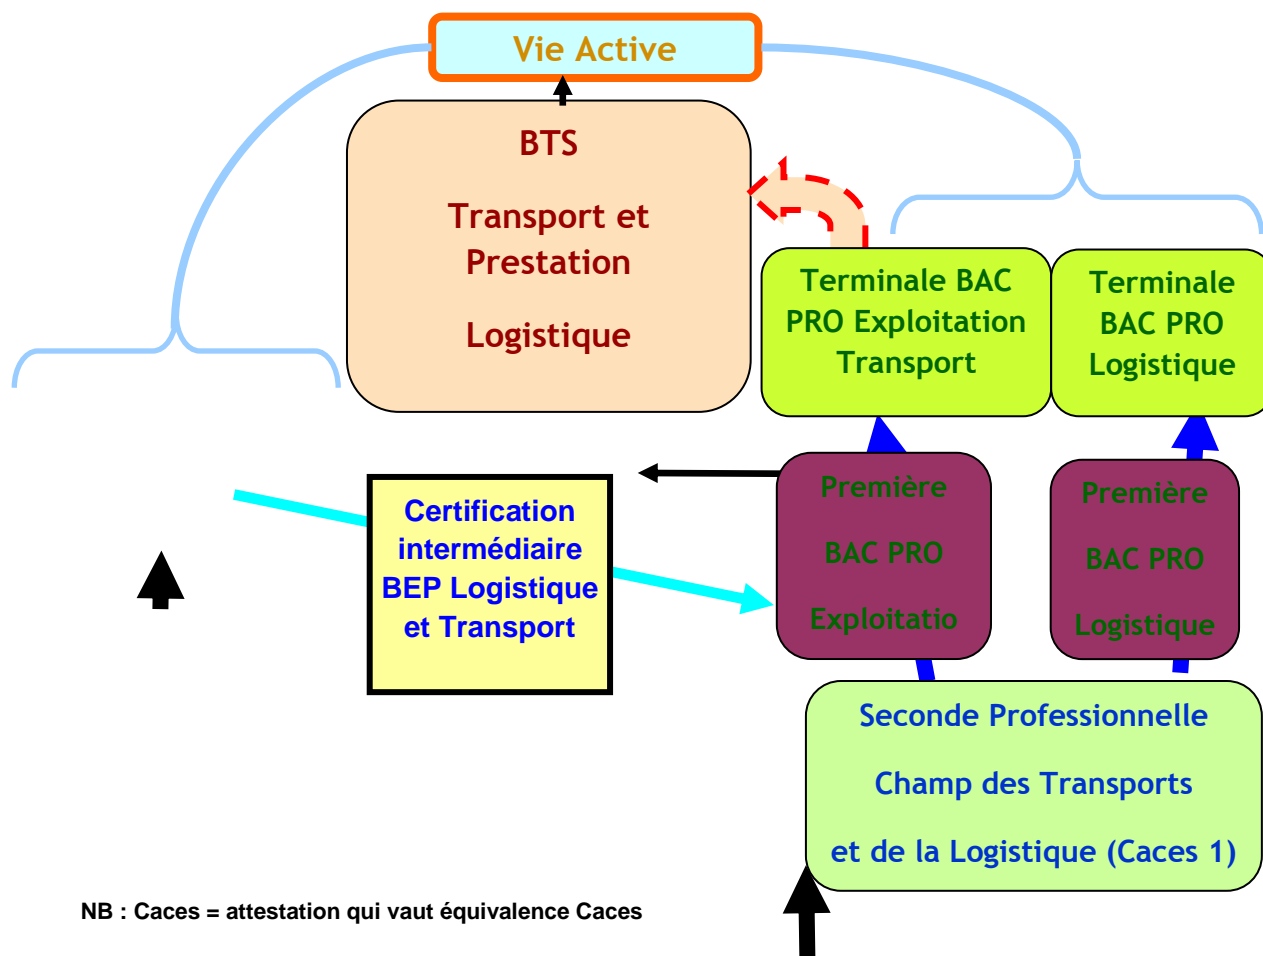 Vie Active
BTS
Transport et
Prestation
Logistique
Terminale BAC
PRO Exploitation
Transport
Terminale
BAC PRO
Logistique
Certification
intermédiaire
BEP Logistique
et Transport
Première
BAC PRO
Exploitatio
Première
BAC PRO
Logistique
Seconde Professionnelle
Champ des Transports
et de la Logistique (Caces 1)
NB : Caces = attestation qui vaut équivalence Caces